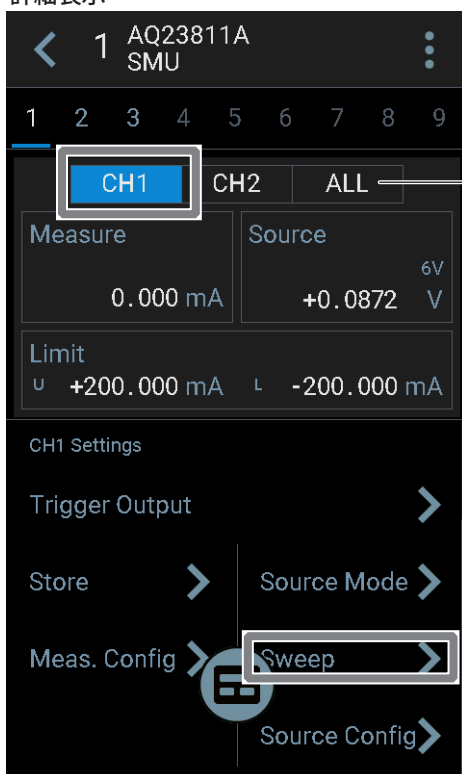 1 AQ23811A
SMU
1 2 3 4 5 6 7 8 9
CH1 CH2 ALL
Measure Source
6V
0.000 mA +0.0872 V
Limit
U +200.000 mA L -200.000 mA
CH1 Settings
Trigger Output
Store Source Mode
Meas. Config Sweep
Source Config